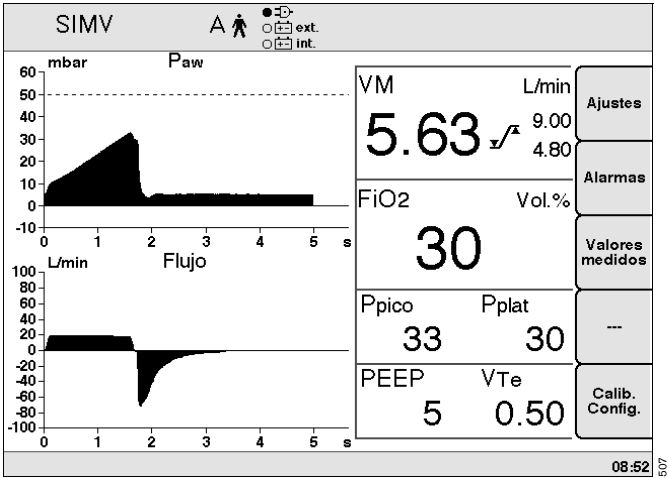 SIMV
A
ext.
int.
mbar
Paw
60
50
40
30
20
10
0
-10
0 1 2 3 4 5 s
L/min
Flujo
100
80
60
40
20
0
-20
-40
-60
-80
-100
0 1 2 3 4 5 s
VM
L/min
5.63
9.00
4.80
FiO2
Vol.%
30
Ppico
Pplat
33
30
PEEP
VTe
5
0.50
Ajustes
Alarmas
Valores
medidos
---
Calib.
Config.
08:52
507